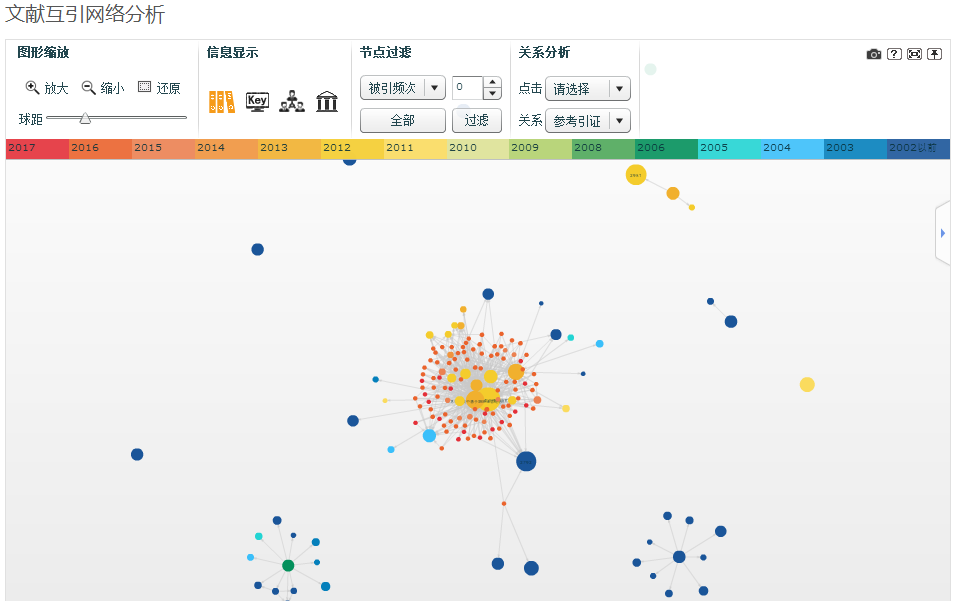 文献互引网络分析
图形缩放 信息显示 节点过滤 关系分析
放大 缩小 还原 Key 被引频次 0 点击 请选择
球距 全部 过滤 关系 参考引证
2017 2016 2015 2014 2013 2012 2011 2010 2009 2008 2006 2005 2004 2003 2002以前